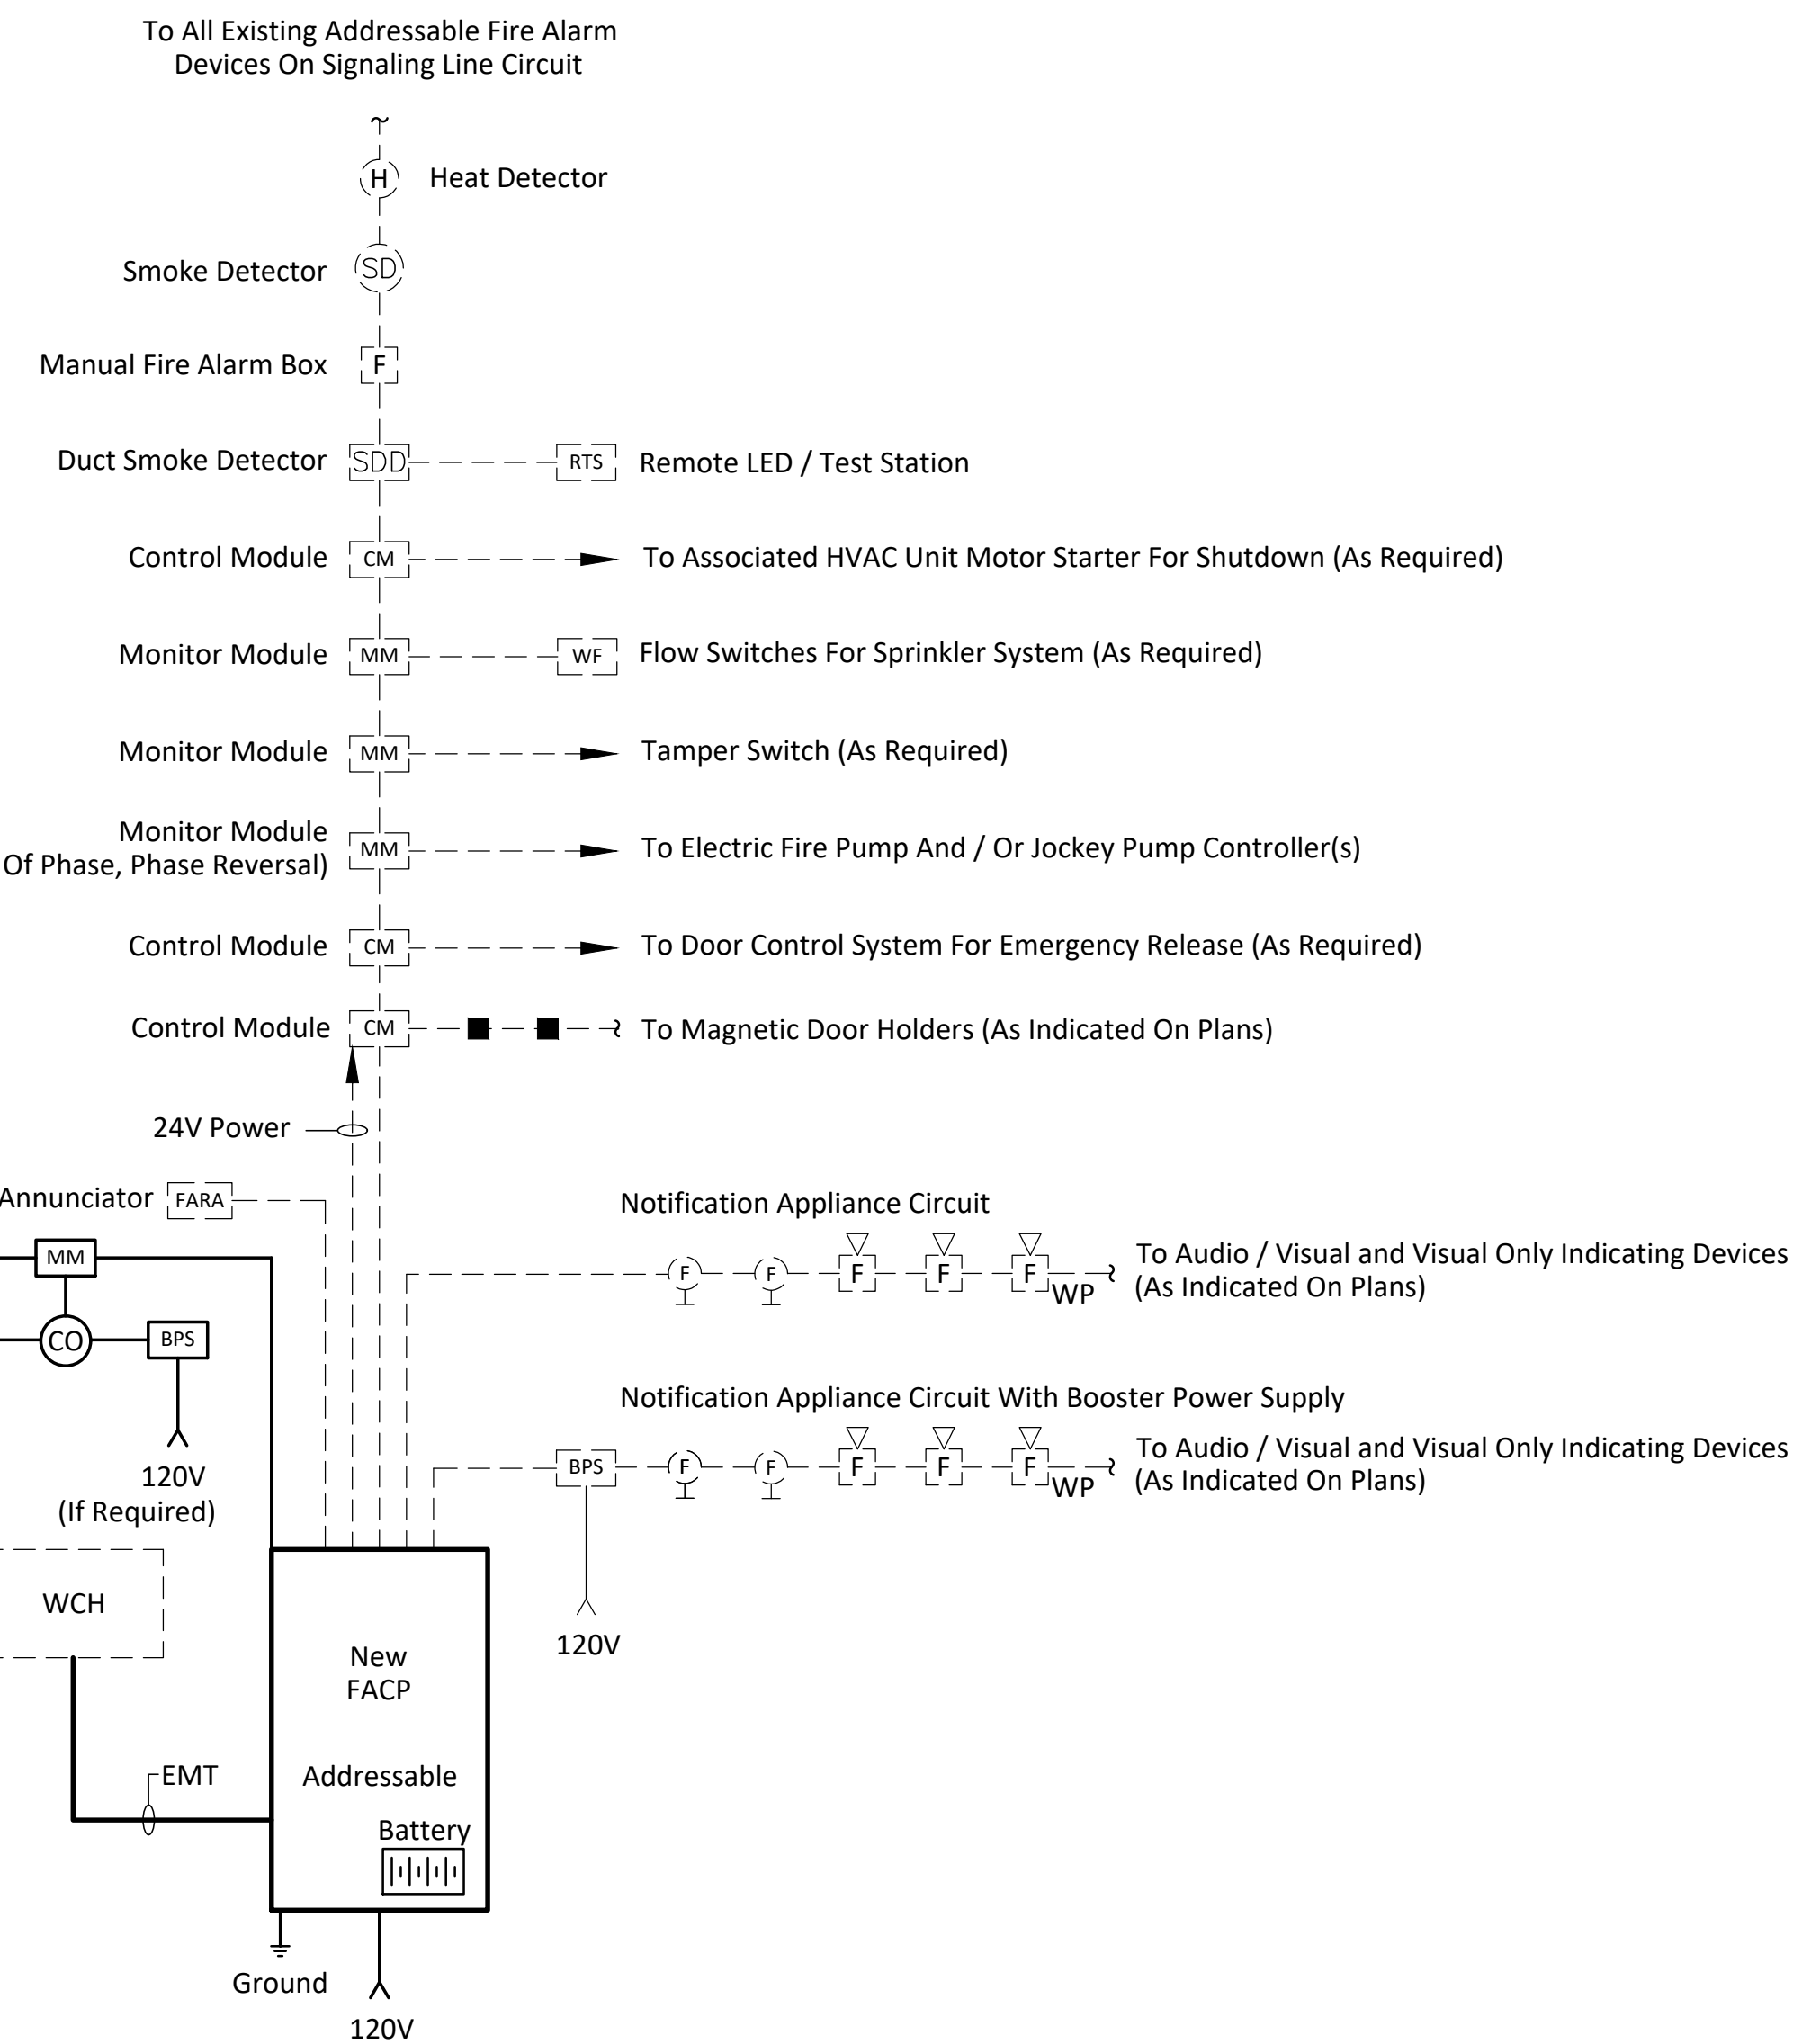 To All Existing Addressable Fire Alarm
Devices On Signaling Line Circuit
H Heat Detector
Smoke Detector SD
Manual Fire Alarm Box F
Duct Smoke Detector SDD RTS Remote LED / Test Station
Control Module CM To Associated HVAC Unit Motor Starter For Shutdown (As Required)
Monitor Module MM WF Flow Switches For Sprinkler System (As Required)
Monitor Module MM Tamper Switch (As Required)
Monitor Module
Of Phase, Phase Reversal) MM To Electric Fire Pump And / Or Jockey Pump Controller(s)
Control Module CM To Door Control System For Emergency Release (As Required)
Control Module CM To Magnetic Door Holders (As Indicated On Plans)
24V Power
Annunciator FARA
Notification Appliance Circuit
MM
F F F F F WP
To Audio / Visual and Visual Only Indicating Devices
(As Indicated On Plans)
CO BPS
120V
(If Required)
Notification Appliance Circuit With Booster Power Supply
BPS F F F F F WP
To Audio / Visual and Visual Only Indicating Devices
(As Indicated On Plans)
120V
WCH
New
FACP
Addressable
EMT
Battery
Ground
120V